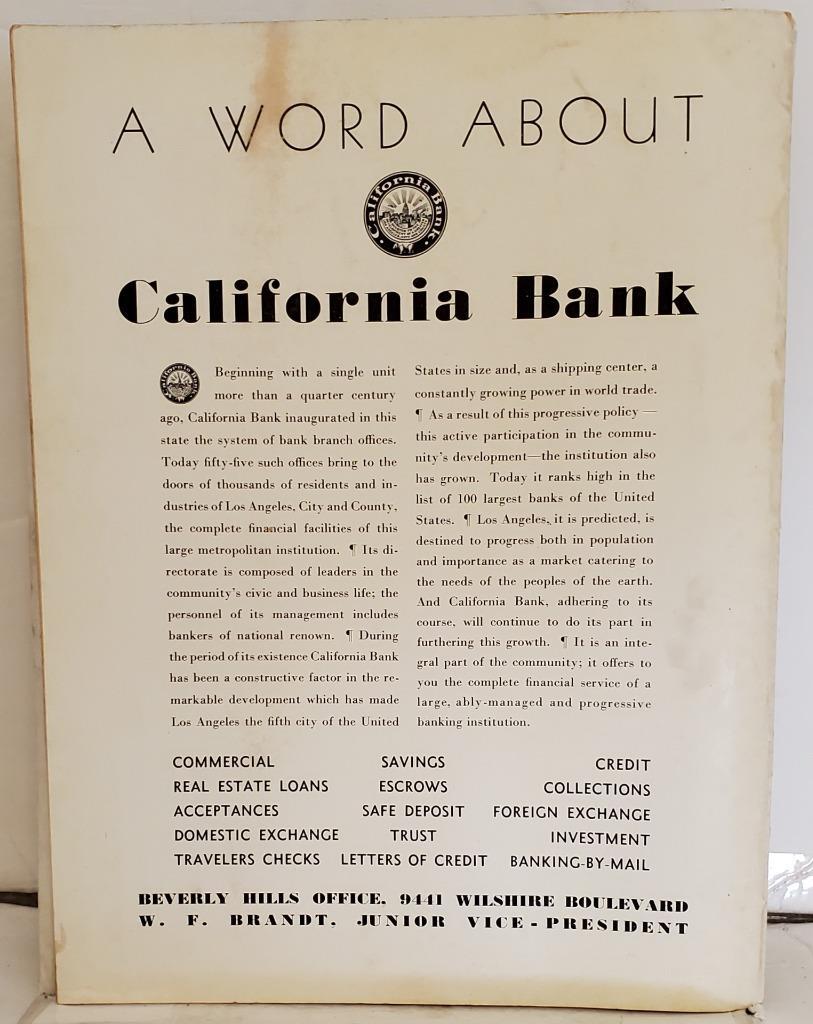 A WORD ABOUT
California Bank
California Bank
California Bank
Beginning with a single unit
more than a quarter century
ago, California Bank inaugurated in this
state the system of bank branch offices.
Today fifty-five such offices bring to the
doors of thousands of residents and in-
dustries of Los Angeles, City and County,
the complete financial facilities of this
large metropolitan institution. ¶ Its di-
rectorate is composed of leaders in the
community's civic and business life; the
personnel of its management includes
bankers of national renown. ¶ During
the period of its existence California Bank
has been a constructive factor in the re-
markable development which has made
Los Angeles the fifth city of the United
States in size and, as a shipping center, a
constantly growing power in world trade.
¶ As a result of this progressive policy —
this active participation in the commu-
nity's development—the institution also
has grown. Today it ranks high in the
list of 100 largest banks of the United
States. ¶ Los Angeles, it is predicted, is
destined to progress both in population
and importance as a market catering to
the needs of the peoples of the earth.
And California Bank, adhering to its
course, will continue to do its part in
furthering this growth. ¶ It is an inte-
gral part of the community; it offers to
you the complete financial service of a
large, ably-managed and progressive
banking institution.
COMMERCIAL SAVINGS CREDIT
REAL ESTATE LOANS ESCROWS COLLECTIONS
ACCEPTANCES SAFE DEPOSIT FOREIGN EXCHANGE
DOMESTIC EXCHANGE TRUST INVESTMENT
TRAVELERS CHECKS LETTERS OF CREDIT BANKING-BY-MAIL
BEVERLY HILLS OFFICE, 9441 WILSHIRE BOULEVARD
W. F. BRANDT, JUNIOR VICE-PRESIDENT